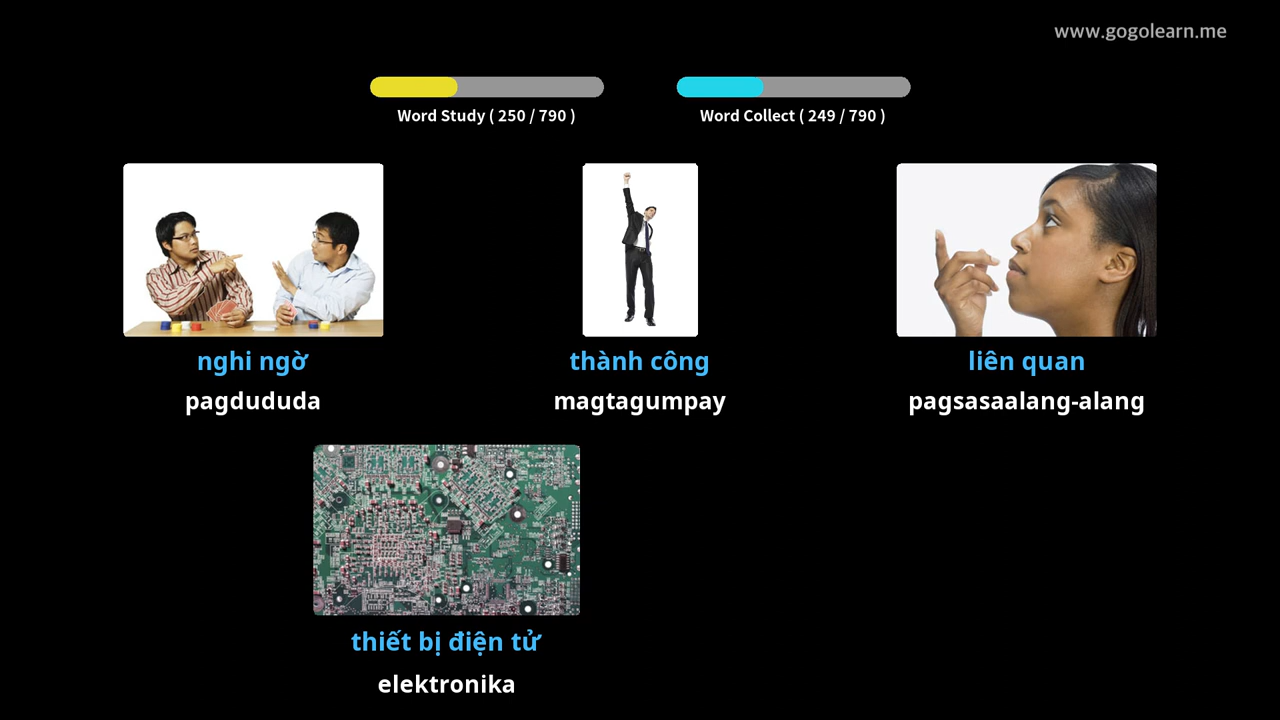 www.gogolearn.me
Word Study ( 250 / 790 )
Word Collect ( 249 / 790 )
nghi ngờ
thành công
liên quan
pagdududa
magtagumpay
pagsasaalang-alang
thiết bị điện tử
elektronika